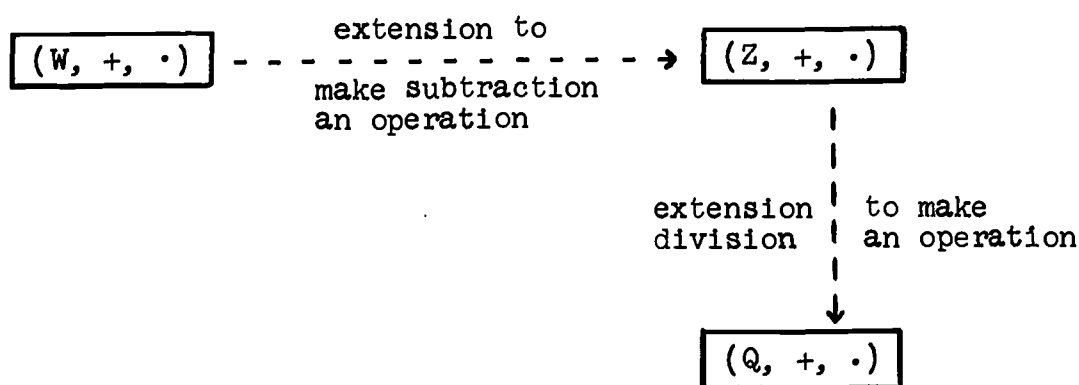 extension to
(W, +, ·)
(Z, +, ·)
make subtraction
an operation
extension to make
division an operation
(Q, +, ·)